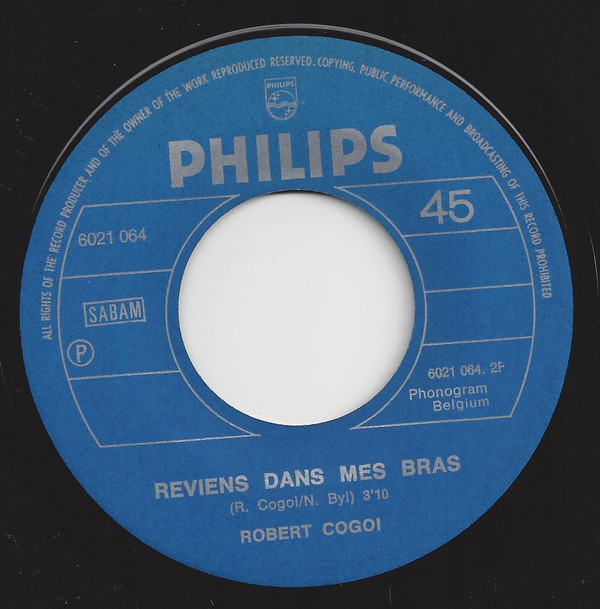 ALL RIGHTS OF THE RECORD PRODUCER AND OF THE OWNER OF THE WORK REPRODUCED RESERVED. COPYING, PUBLIC PERFORMANCE AND BROADCASTING OF THIS RECORD PROHIBITED
PHILIPS
PHILIPS
6021 064
45
SABAM
P
6021 064. 2F
Phonogram
Belgium
REVIENS DANS MES BRAS
(R. Cogoi/N. Byl) 3'10
ROBERT COGOI